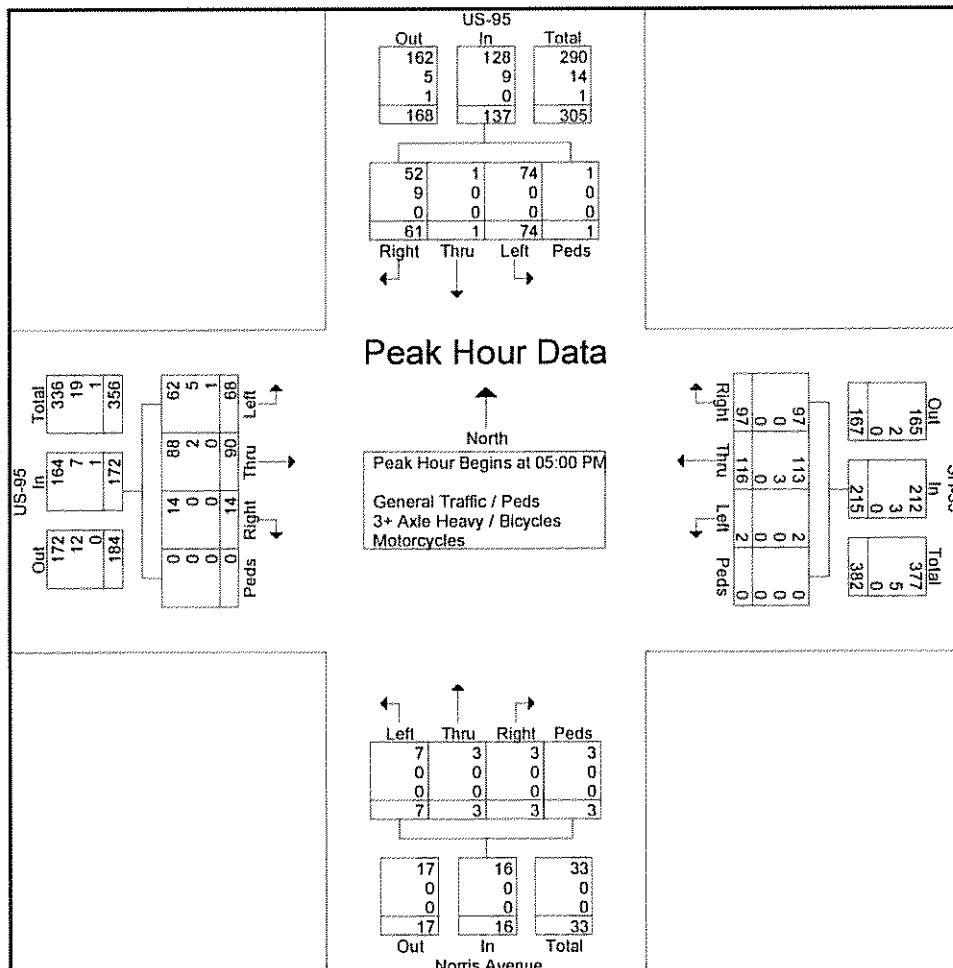 US-95
Out In Total
162 128 290
5 9 14
1 0 1
168 137 305
52 1 74 1
9 0 0 0
0 0 0 0
61 1 74 1
Right Thru Left Peds
Peak Hour Data
North
Peak Hour Begins at 05:00 PM
General Traffic / Peds
3+ Axle Heavy / Bicycles
Motorcycles
US-95
Out In Total
172 164 336
12 7 19
0 1 1
184 172 356
0 14 88 62
0 0 2 5
0 0 0 1
0 14 90 68
Peds Right Thru Left
Out In Total
165 212 377
2 3 5
0 0 0
167 215 382
97 113 2 0
0 3 0 0
0 0 0 0
97 116 2 0
Right Thru Left Peds
Left Thru Right Peds
7 3 3 3
0 0 0 0
0 0 0 0
7 3 3 3
17 16 33
0 0 0
0 0 0
17 16 33
Out In Total
Norris Avenue